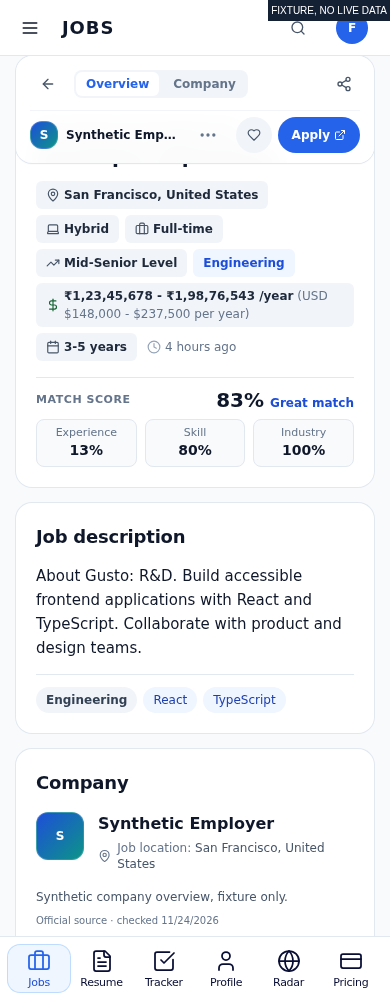 FIXTURE, NO LIVE DATA
JOBS
F
Overview
Company
S
Synthetic Emp...
Apply
San Francisco, United States
Hybrid
Full-time
Mid-Senior Level
Engineering
₹1,23,45,678 - ₹1,98,76,543 /year (USD
$148,000 - $237,500 per year)
3-5 years
4 hours ago
MATCH SCORE
83% Great match
Experience
13%
Skill
80%
Industry
100%
Job description
About Gusto: R&D. Build accessible
frontend applications with React and
TypeScript. Collaborate with product and
design teams.
Engineering
React
TypeScript
Company
S
Synthetic Employer
Job location: San Francisco, United
States
Synthetic company overview, fixture only.
Official source · checked 11/24/2026
Jobs
Resume
Tracker
Profile
Radar
Pricing